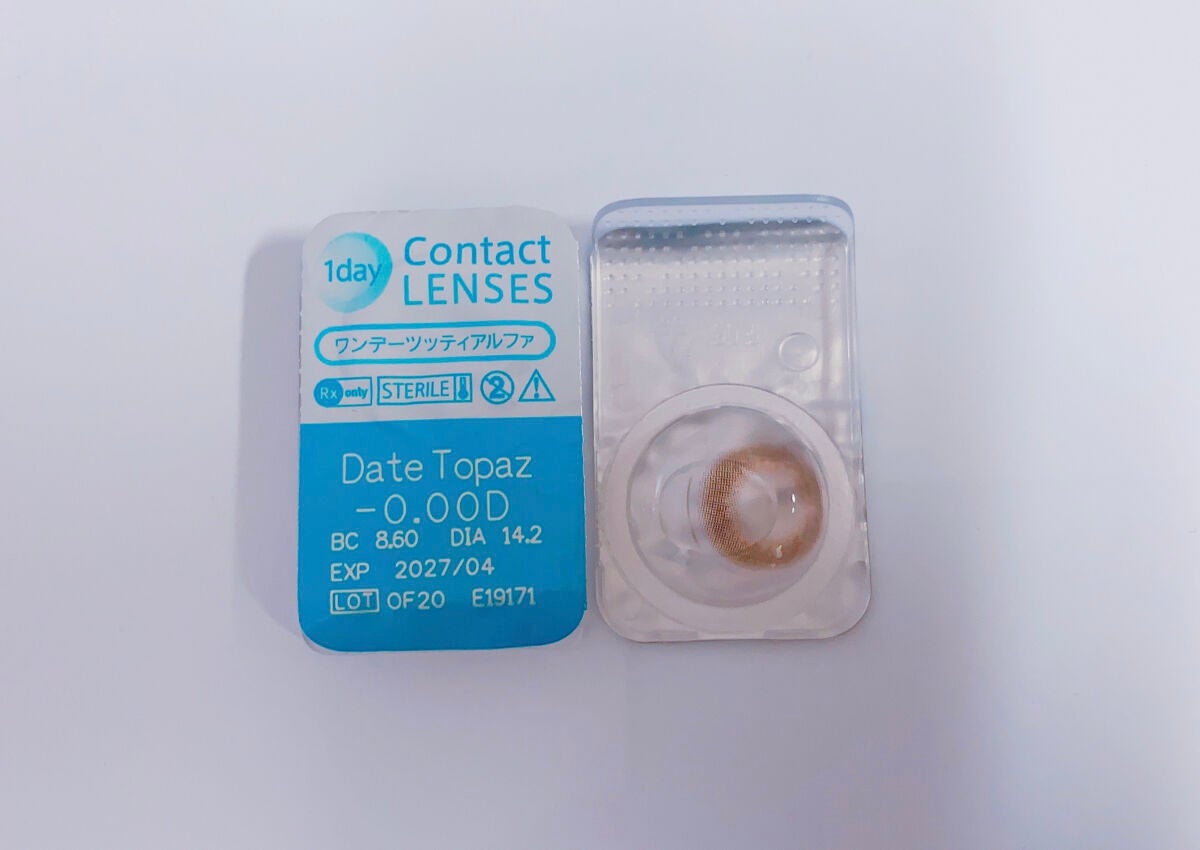 1day
Contact
LENSES
ワンデーツッティアルファ
Rx only STERILE 2
Date Topaz
-0.00D
BC 8.60 DIA 14.2
EXP 2027/04
LOT OF20 E19171